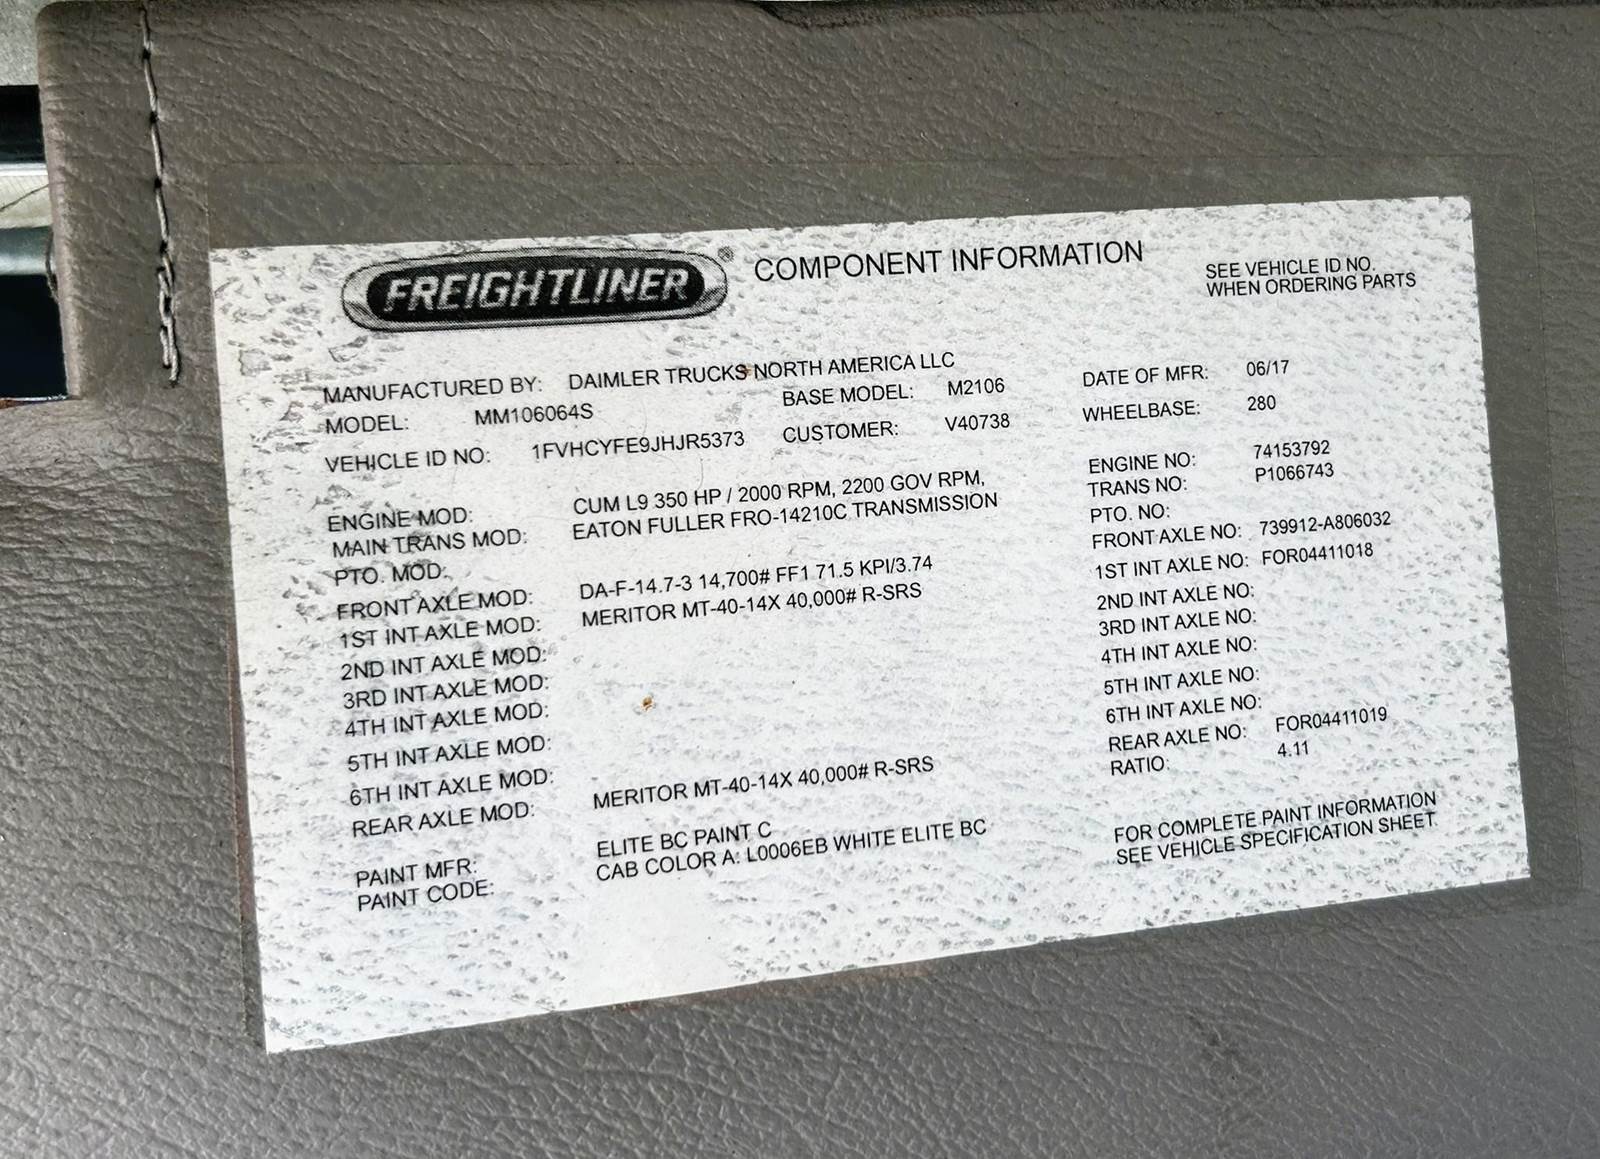 FREIGHTLINER ® COMPONENT INFORMATION
SEE VEHICLE ID NO.
WHEN ORDERING PARTS
MANUFACTURED BY: DAIMLER TRUCKS NORTH AMERICA LLC
MODEL: MM106064S BASE MODEL: M2106 DATE OF MFR: 06/17
VEHICLE ID NO: 1FVHCYFE9JHJR5373 CUSTOMER: V40738 WHEELBASE: 280
ENGINE MOD: CUM L9 350 HP / 2000 RPM, 2200 GOV RPM, ENGINE NO: 74153792
MAIN TRANS MOD: EATON FULLER FRO-14210C TRANSMISSION TRANS NO: P1066743
PTO. MOD: PTO. NO:
FRONT AXLE MOD: DA-F-14.7-3 14,700# FF1 71.5 KPI/3.74 FRONT AXLE NO: 739912-A806032
1ST INT AXLE MOD: MERITOR MT-40-14X 40,000# R-SRS 1ST INT AXLE NO: FOR04411018
2ND INT AXLE MOD: 2ND INT AXLE NO:
3RD INT AXLE MOD: 3RD INT AXLE NO:
4TH INT AXLE MOD: 4TH INT AXLE NO:
5TH INT AXLE MOD: 5TH INT AXLE NO:
6TH INT AXLE MOD: 6TH INT AXLE NO:
REAR AXLE MOD: MERITOR MT-40-14X 40,000# R-SRS REAR AXLE NO: FOR04411019
RATIO: 4.11
PAINT MFR: ELITE BC PAINT C
PAINT CODE: CAB COLOR A: L0006EB WHITE ELITE BC
FOR COMPLETE PAINT INFORMATION
SEE VEHICLE SPECIFICATION SHEET.